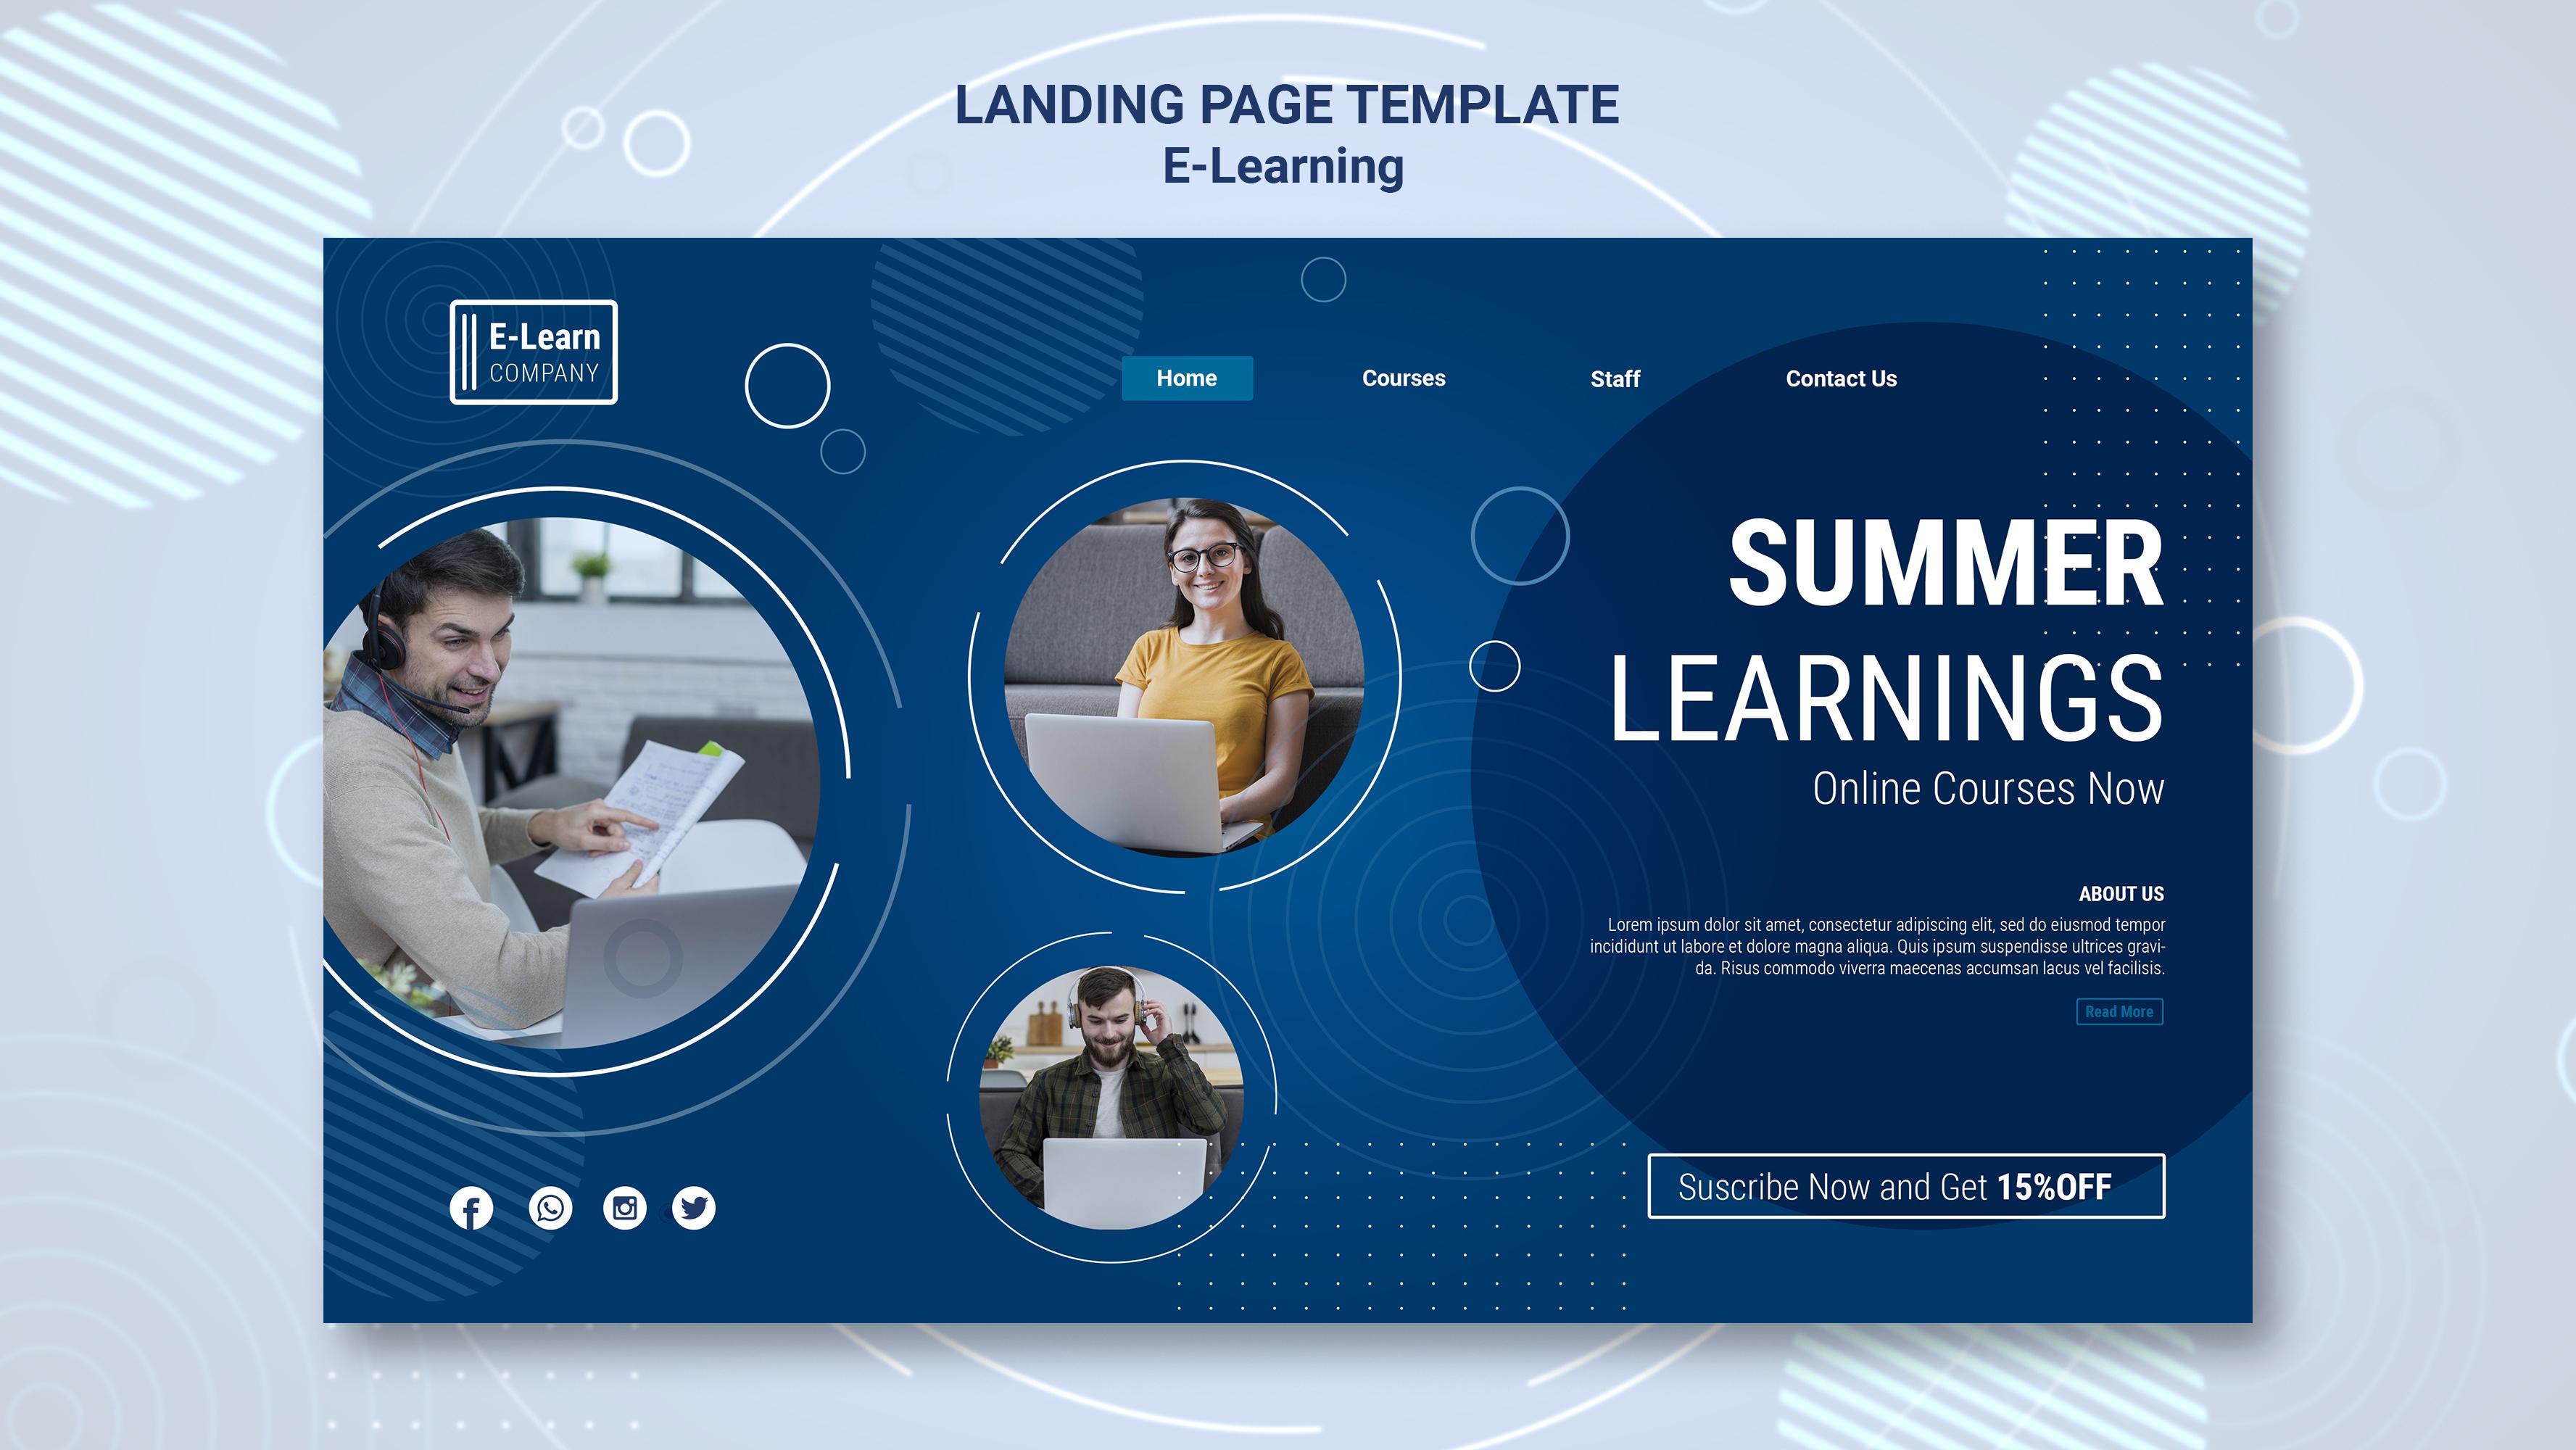 LANDING PAGE TEMPLATE
E-Learning
E-Learn
COMPANY
Home
Courses
Staff
Contact Us
SUMMER
LEARNINGS
Online Courses Now
ABOUT US
Lorem ipsum dolor sit amet, consectetur adipiscing elit, sed do eiusmod tempor
incididunt ut labore et dolore magna aliqua. Quis ipsum suspendisse ultrices gravi-
da. Risus commodo viverra maecenas accumsan lacus vel facilisis.
Read More
Suscribe Now and Get 15%OFF